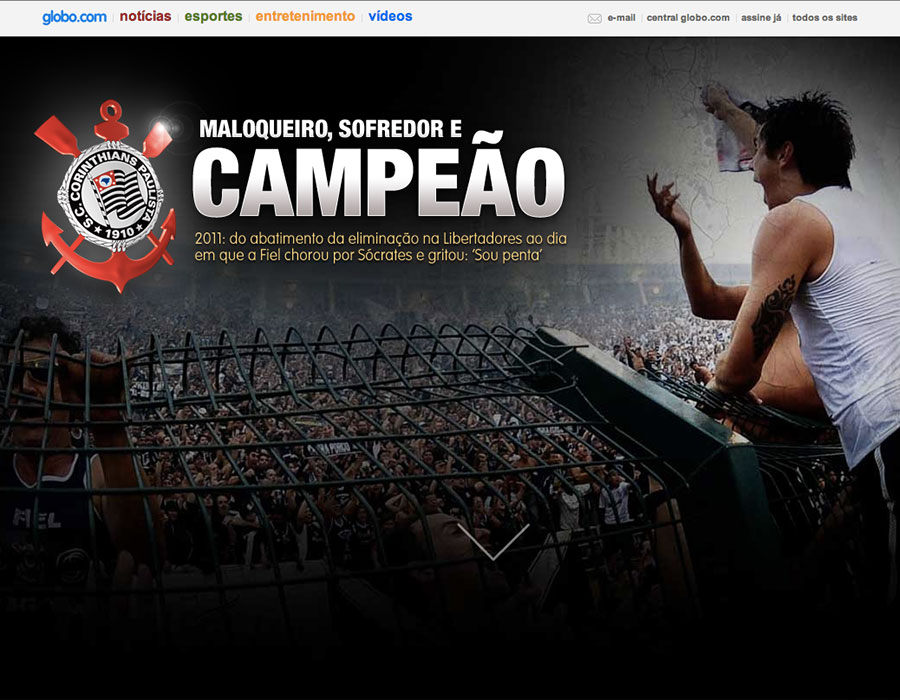 globo.com notícias esportes entretenimento vídeos e-mail central globo.com assine já todos os sites
MALOQUEIRO, SOFREDOR E
CAMPEÃO
S.C. CORINTHIANS PAULISTA
1910
2011: do abatimento da eliminação na Libertadores ao dia
em que a Fiel chorou por Sócrates e gritou: 'Sou penta'
FIEL